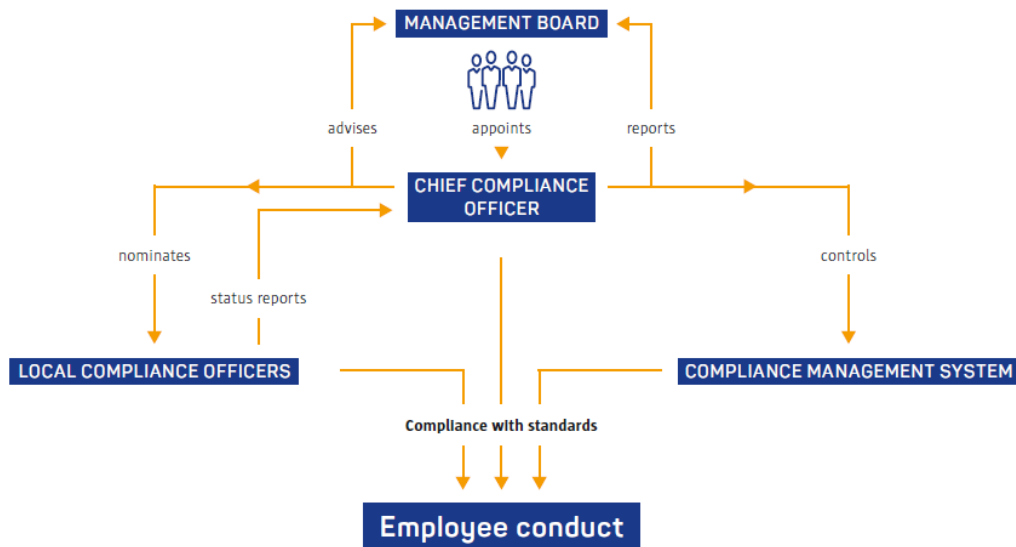 MANAGEMENT BOARD
advises
appoints
reports
CHIEF COMPLIANCE
OFFICER
nominates
controls
status reports
LOCAL COMPLIANCE OFFICERS
COMPLIANCE MANAGEMENT SYSTEM
Compliance with standards
Employee conduct